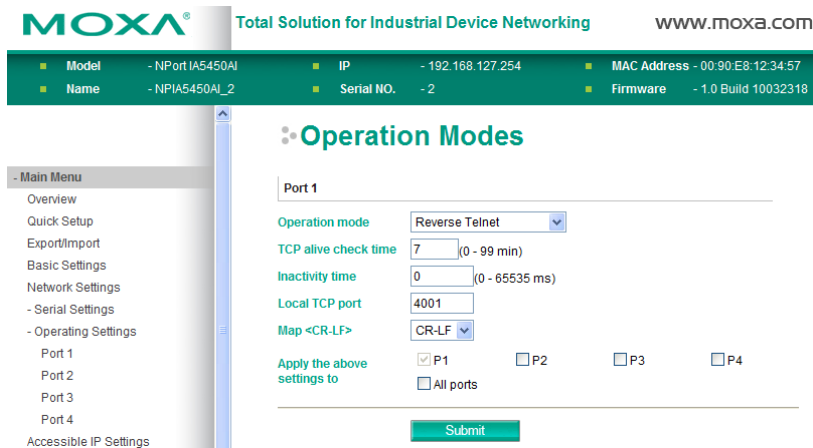 MOXA®
Total Solution for Industrial Device Networking
www.moxa.com
Model - NPort IA5450AI
IP - 192.168.127.254
MAC Address - 00:90:E8:12:34:57
Name - NPIA5450AI_2
Serial NO. - 2
Firmware - 1.0 Build 10032318
- Main Menu
Overview
Quick Setup
Export/Import
Basic Settings
Network Settings
- Serial Settings
- Operating Settings
Port 1
Port 2
Port 3
Port 4
Accessible IP Settings
Operation Modes
Port 1
Operation mode Reverse Telnet
TCP alive check time 7 (0 - 99 min)
Inactivity time 0 (0 - 65535 ms)
Local TCP port 4001
Map <CR-LF> CR-LF
Apply the above
settings to
P1 P2 P3 P4
All ports
Submit